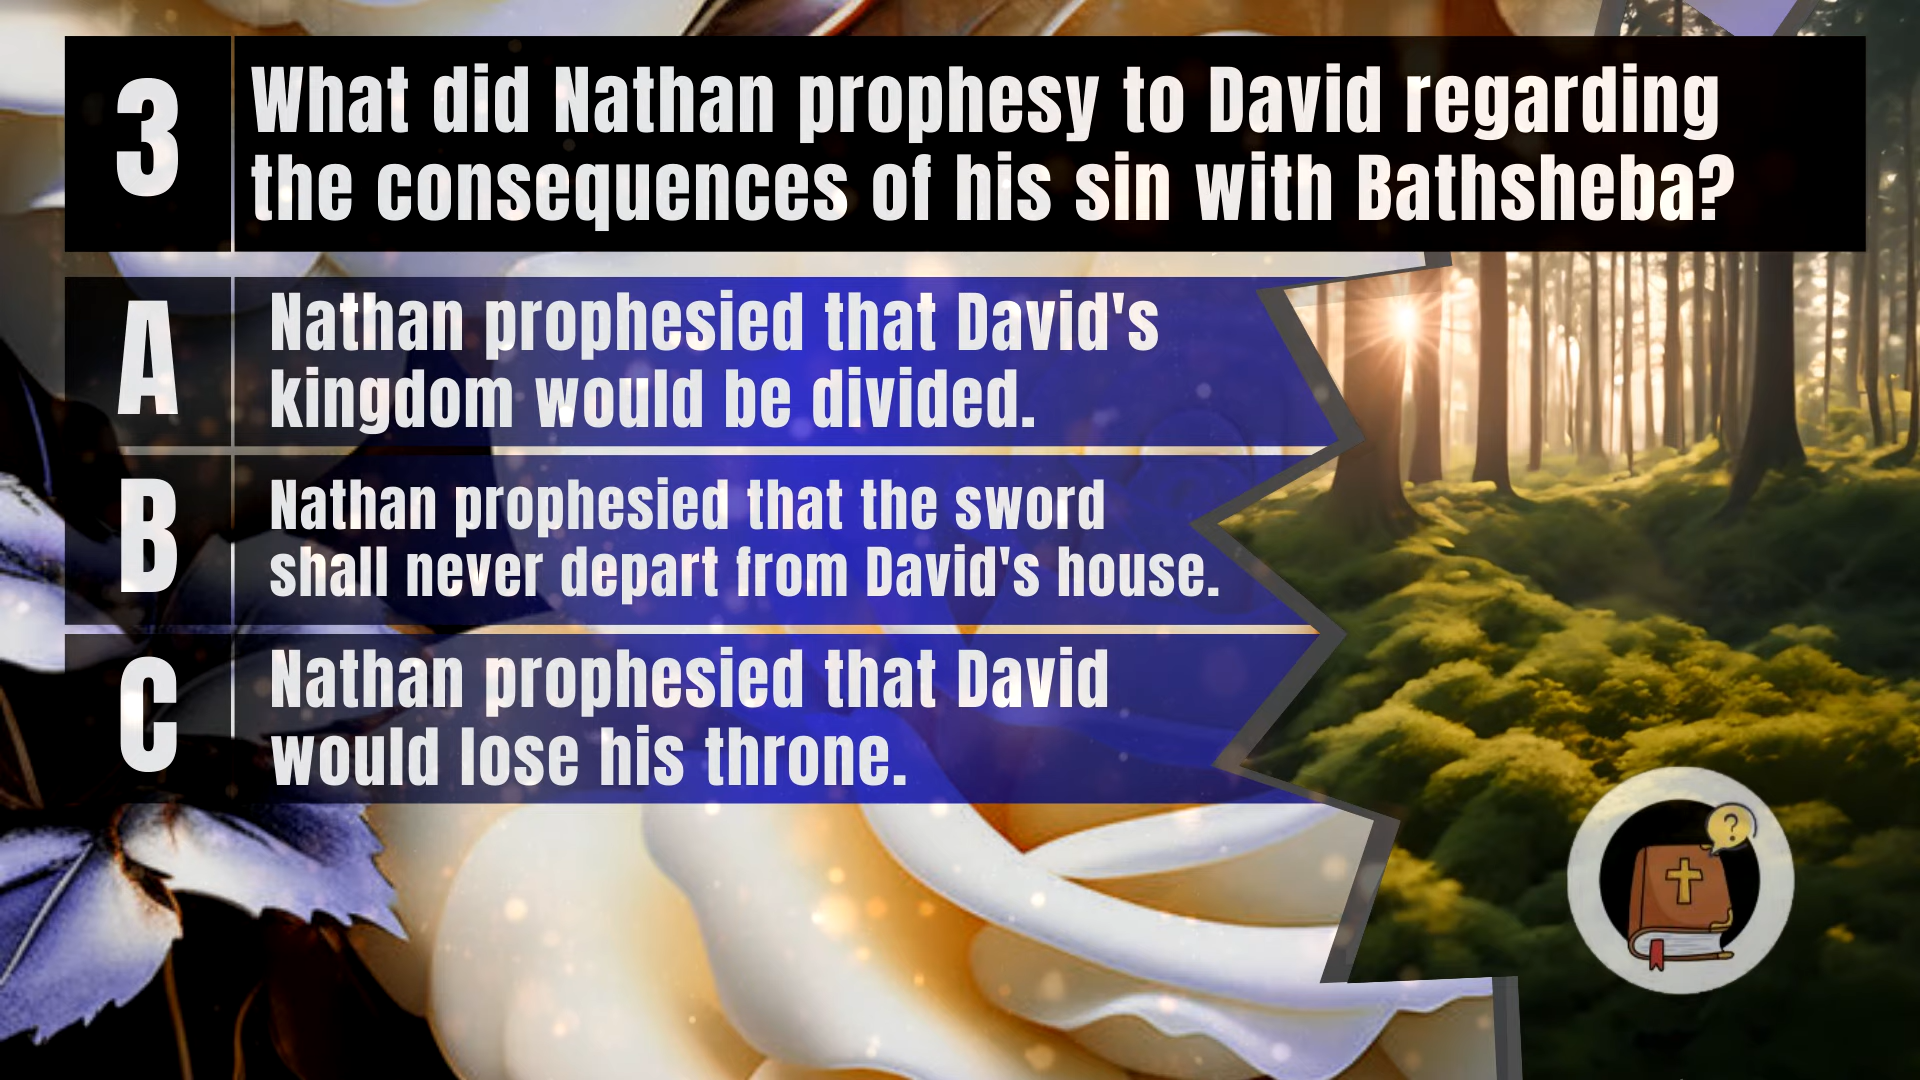 3
What did Nathan prophesy to David regarding
the consequences of his sin with Bathsheba?
A
Nathan prophesied that David's
kingdom would be divided.
B
Nathan prophesied that the sword
shall never depart from David's house.
C
Nathan prophesied that David
would lose his throne.
?